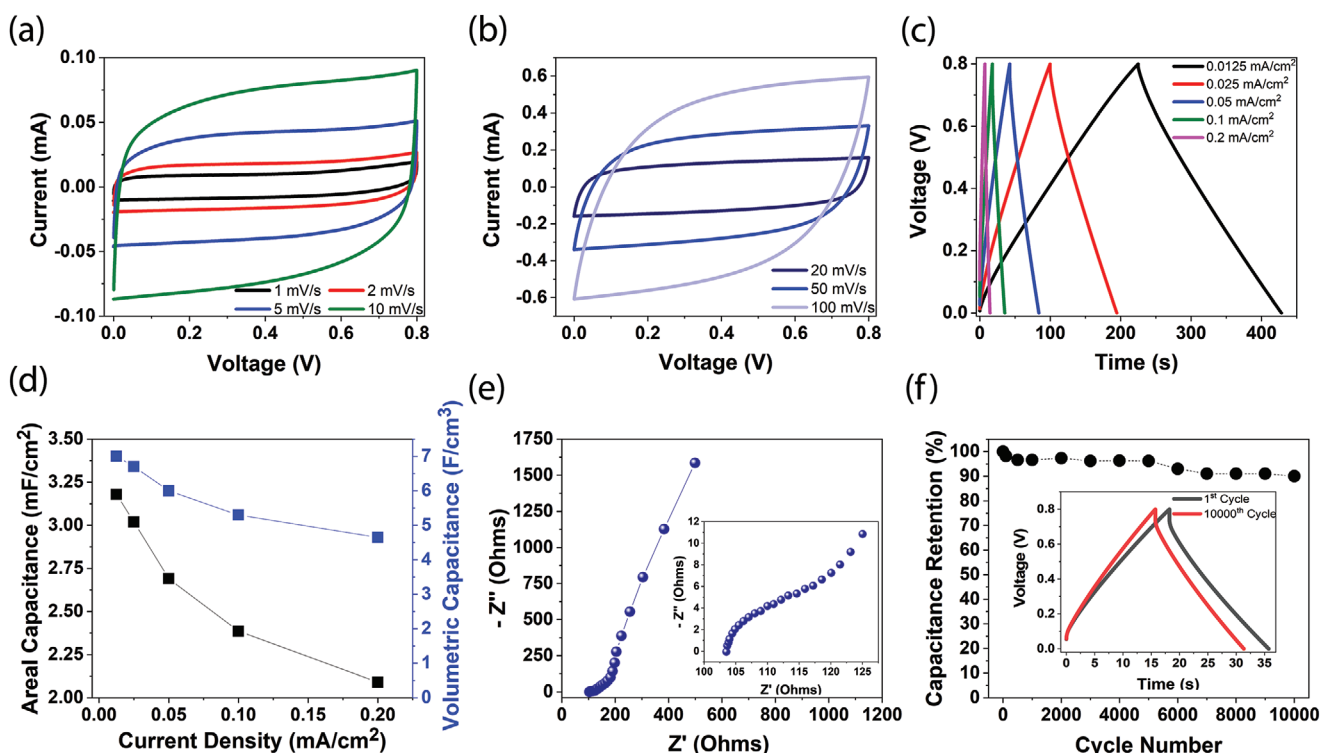 (a)
Current (mA)
0.10
0.05
0.00
-0.05
-0.10
0.0 0.2 0.4 0.6 0.8
Voltage (V)
1 mV/s 2 mV/s
5 mV/s 10 mV/s
(b)
Current (mA)
0.6
0.4
0.2
0.0
-0.2
-0.4
-0.6
0.0 0.2 0.4 0.6 0.8
Voltage (V)
20 mV/s
50 mV/s
100 mV/s
(c)
Voltage (V)
0.8
0.6
0.4
0.2
0.0
0 100 200 300 400
Time (s)
0.0125 mA/cm²
0.025 mA/cm²
0.05 mA/cm²
0.1 mA/cm²
0.2 mA/cm²
(d)
Areal Capacitance (mF/cm²)
3.50
3.25
3.00
2.75
2.50
2.25
2.00
0.00 0.05 0.10 0.15 0.20
Current Density (mA/cm²)
7
6
5
4
3
2
1
0
Volumetric Capacitance (F/cm³)
(e)
- Z'' (Ohms)
1750
1500
1250
1000
750
500
250
0
0 200 400 600 800 1000 1200
Z' (Ohms)
- Z'' (Ohms)
12
10
8
6
4
2
0
100 105 110 115 120 125
Z' (Ohms)
(f)
Capacitance Retention (%)
100
90
80
70
60
50
40
30
20
10
0
0 2000 4000 6000 8000 10000
Cycle Number
Voltage (V)
0.8
0.6
0.4
0.2
0.0
0 5 10 15 20 25 30 35
Time (s)
1st Cycle
10000th Cycle